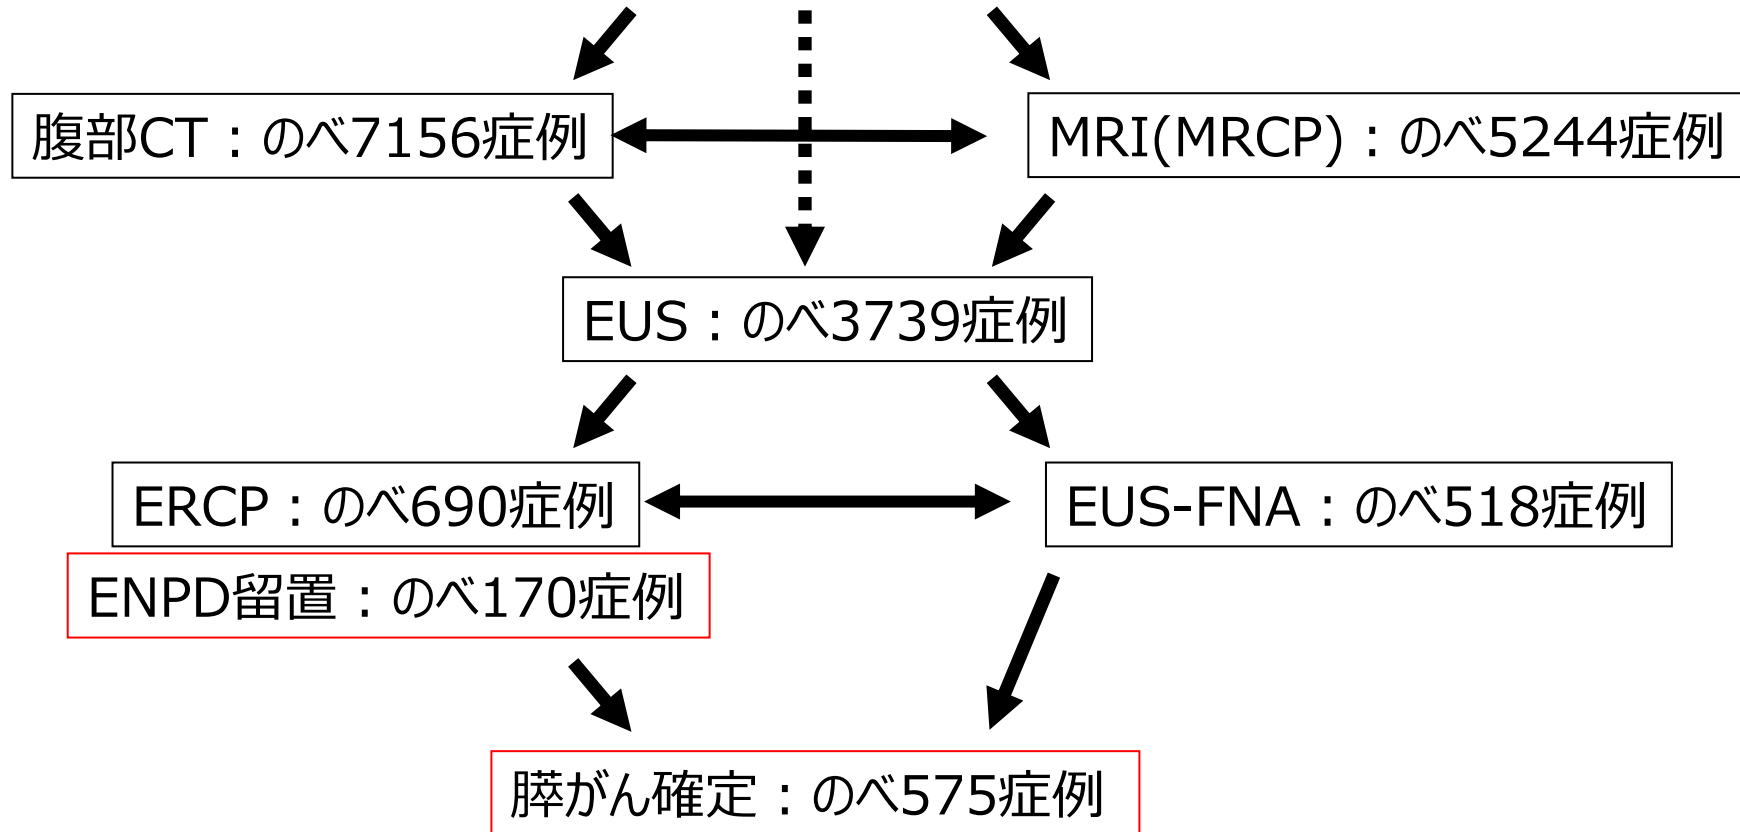 腹部CT：のべ7156症例
MRI(MRCP)：のべ5244症例
EUS：のべ3739症例
ERCP：のべ690症例
EUS-FNA：のべ518症例
ENPD留置：のべ170症例
膵がん確定：のべ575症例